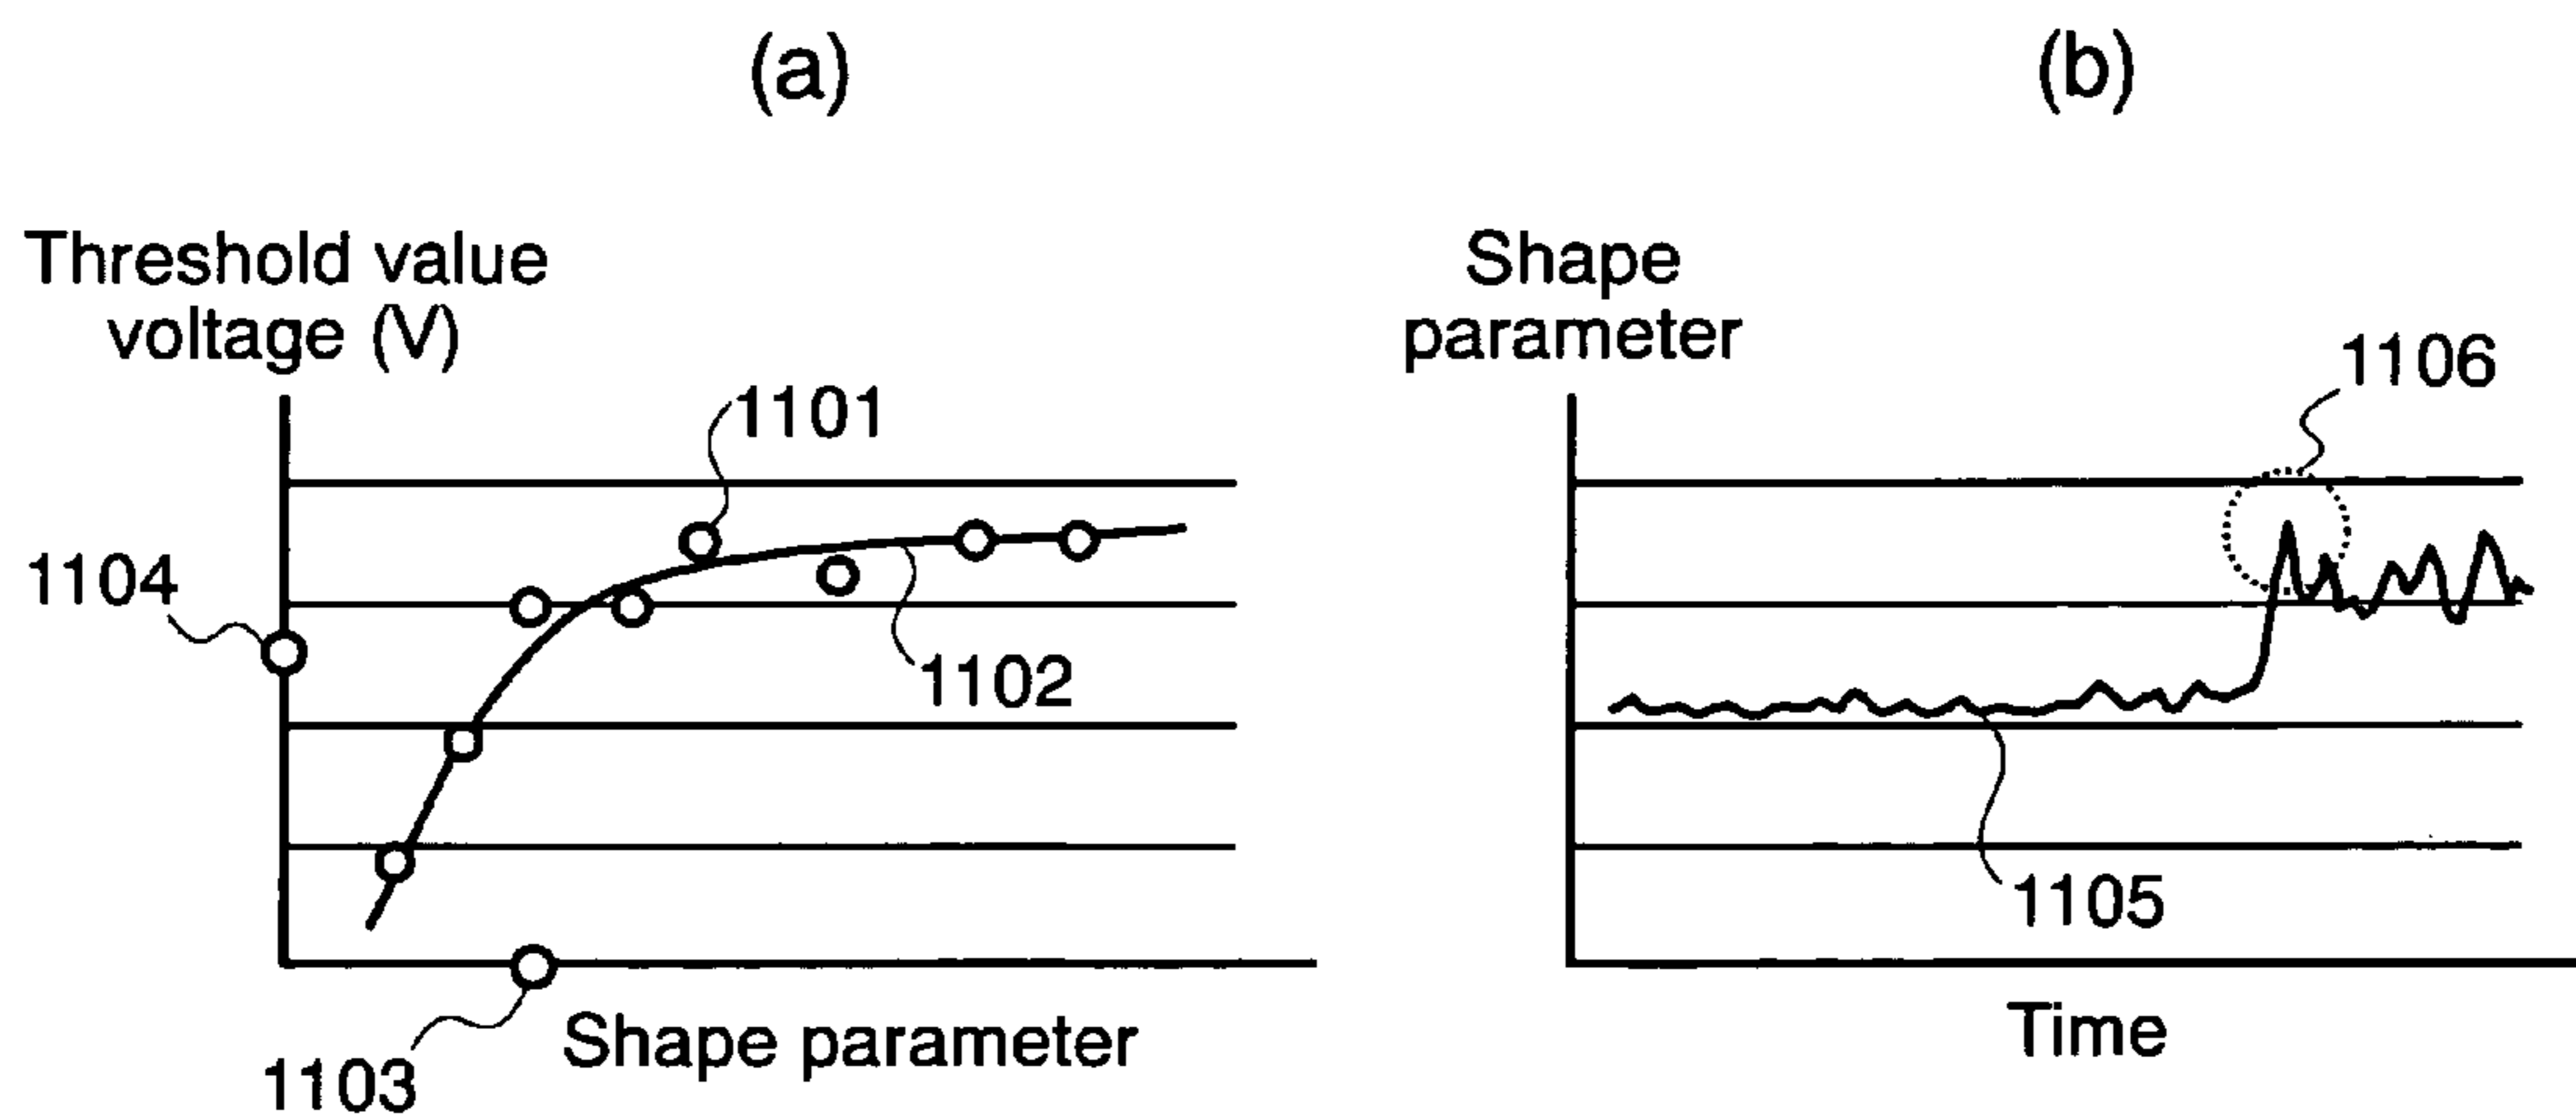 (a)
Threshold value
voltage (V)
1101
1104
1102
1103
Shape parameter
(b)
Shape
parameter
1106
1105
Time